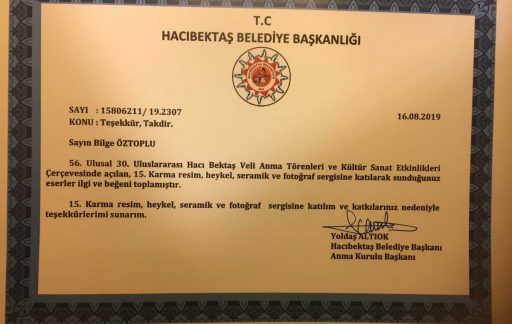 T.C
HACIBEKTAŞ BELEDİYE BAŞKANLIĞI
SAYI : 15806211/ 19.2307
16.08.2019
KONU : Teşekkür, Takdir.
Sayın Bilge ÖZTOPLU
56. Ulusal 30. Uluslararası Hacı Bektaş Veli Anma Törenleri ve Kültür Sanat Etkinlikleri
Çerçevesinde açılan, 15. Karma resim, heykel, seramik ve fotoğraf sergisine katılarak sunduğunuz
eserler ilgi ve beğeni toplamıştır.
15. Karma resim, heykel, seramik ve fotoğraf sergisine katılım ve katkılarınız nedeniyle
teşekkürlerimi sunarım.
Yoldaş ALTIOK
Hacıbektaş Belediye Başkanı
Anma Kurulu Başkanı